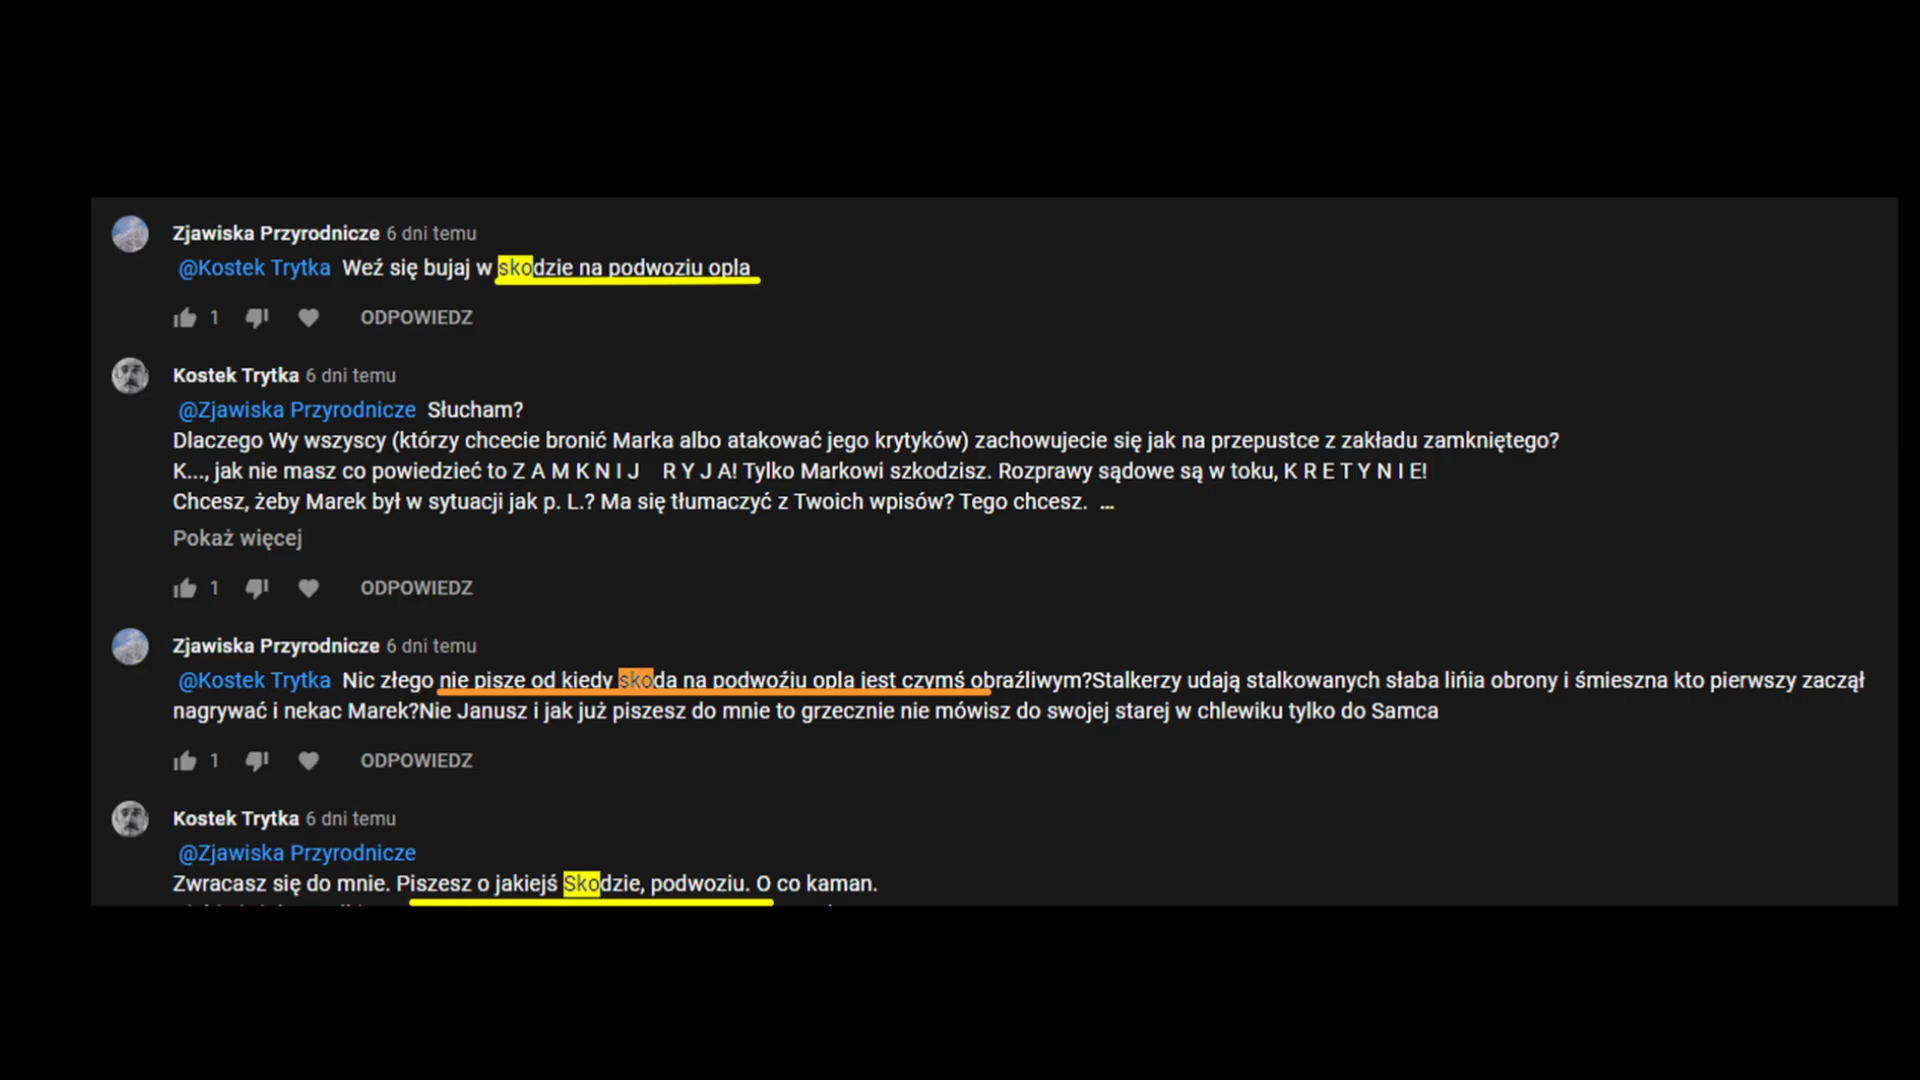 Zjawiska Przyrodnicze 6 dni temu
@Kostek Trytka Weź się bujaj w skodzie na podwoziu opla
1 ODPOWIEDZ
Kostek Trytka 6 dni temu
@Zjawiska Przyrodnicze Słucham?
Dlaczego Wy wszyscy (którzy chcecie bronić Marka albo atakować jego krytyków) zachowujecie się jak na przepustce z zakładu zamkniętego?
K..., jak nie masz co powiedzieć to Z A M K N I J R Y J A! Tylko Markowi szkodzisz. Rozprawy sądowe są w toku, K R E T Y N I E!
Chcesz, żeby Marek był w sytuacji jak p. L.? Ma się tłumaczyć z Twoich wpisów? Tego chcesz. ...
Pokaż więcej
1 ODPOWIEDZ
Zjawiska Przyrodnicze 6 dni temu
@Kostek Trytka Nic złego nie pisze od kiedy skoda na podwoźiu opla jest czymś obraźliwym?Stalkerzy udają stalkowanych słaba lińia obrony i śmieszna kto pierwszy zaczął
nagrywać i nekac Marek?Nie Janusz i jak już piszesz do mnie to grzecznie nie mówisz do swojej starej w chlewiku tylko do Samca
1 ODPOWIEDZ
Kostek Trytka 6 dni temu
@Zjawiska Przyrodnicze
Zwracasz się do mnie. Piszesz o jakiejś Skodzie, podwoziu. O co kaman.